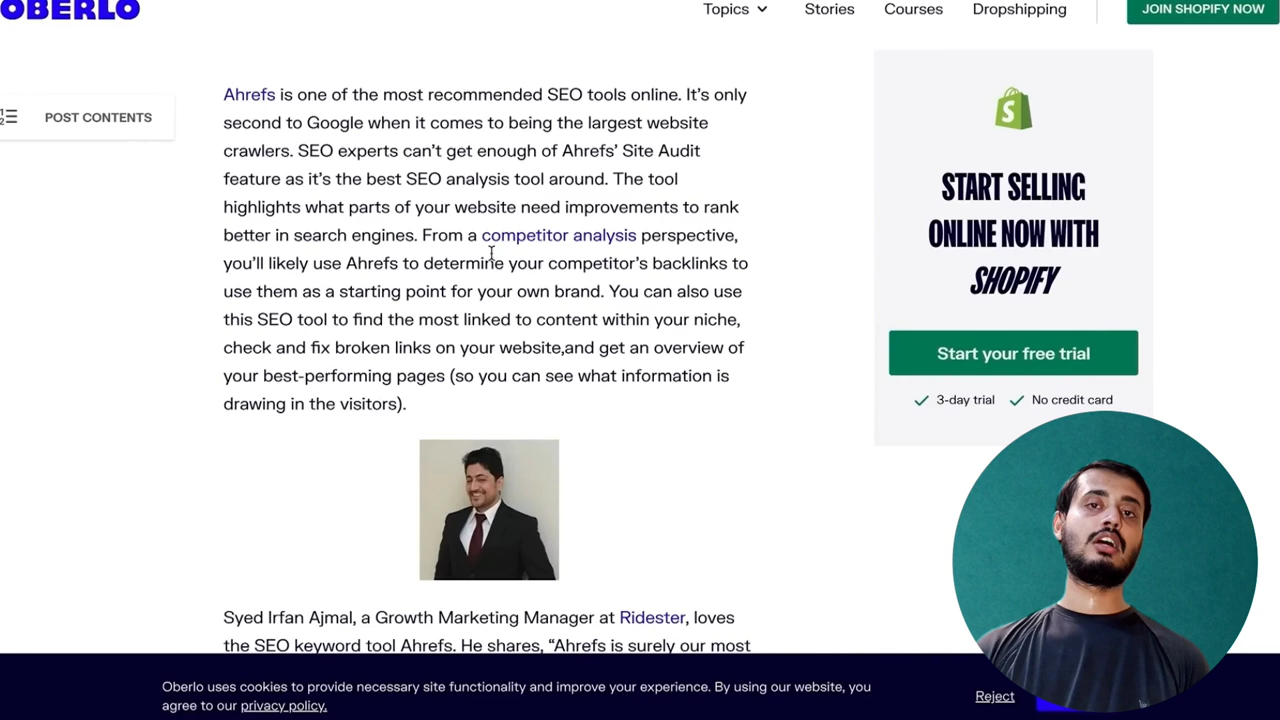 OBERLO
Topics
Stories
Courses
Dropshipping
JOIN SHOPIFY NOW
POST CONTENTS
Ahrefs is one of the most recommended SEO tools online. It's only
second to Google when it comes to being the largest website
crawlers. SEO experts can't get enough of Ahrefs' Site Audit
feature as it's the best SEO analysis tool around. The tool
highlights what parts of your website need improvements to rank
better in search engines. From a competitor analysis perspective,
you'll likely use Ahrefs to determine your competitor's backlinks to
use them as a starting point for your own brand. You can also use
this SEO tool to find the most linked to content within your niche,
check and fix broken links on your website,and get an overview of
your best-performing pages (so you can see what information is
drawing in the visitors).
START SELLING
ONLINE NOW WITH
SHOPIFY
Start your free trial
3-day trial
No credit card
Syed Irfan Ajmal, a Growth Marketing Manager at Ridester, loves
the SEO keyword tool Ahrefs. He shares, “Ahrefs is surely our most
Oberlo uses cookies to provide necessary site functionality and improve your experience. By using our website, you
agree to our privacy policy.
Reject